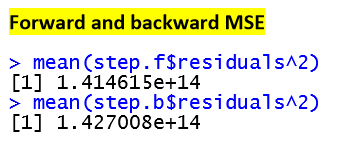 Forward and backward MSE
> mean(step.f$residuals^2)
[1] 1.414615e+14
> mean(step.b$residuals^2)
[1] 1.427008e+14